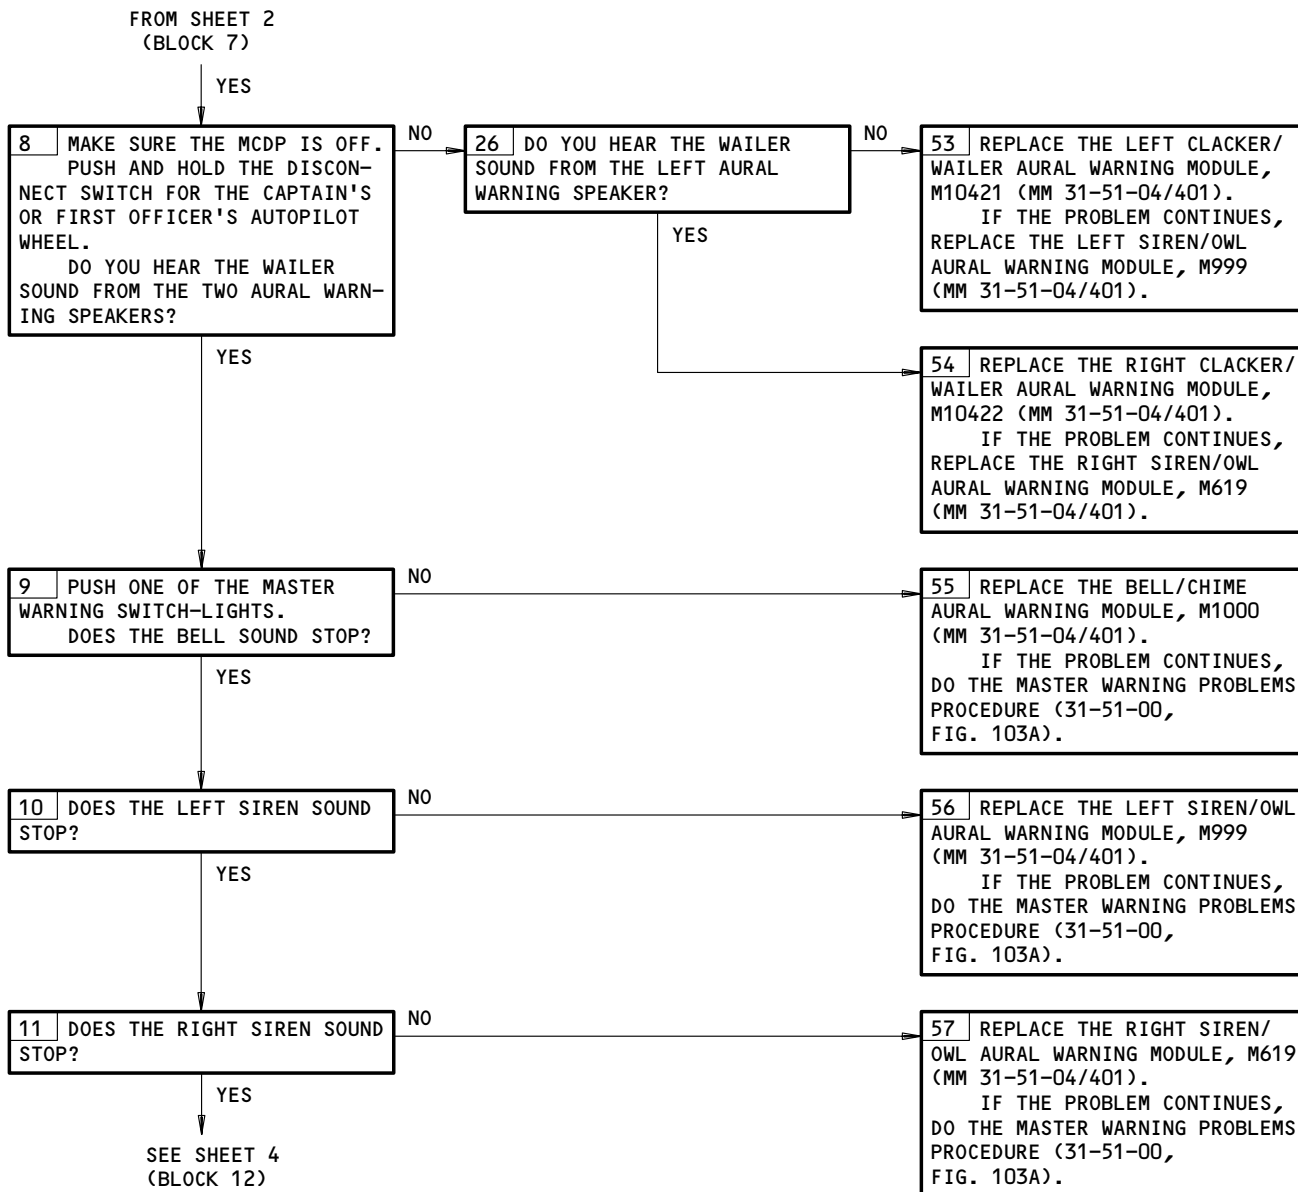 FROM SHEET 2
(BLOCK 7)
YES
8 MAKE SURE THE MCDP IS OFF.
PUSH AND HOLD THE DISCON-
NECT SWITCH FOR THE CAPTAIN'S
OR FIRST OFFICER'S AUTOPILOT
WHEEL.
DO YOU HEAR THE WAILER
SOUND FROM THE TWO AURAL WARN-
ING SPEAKERS?
NO
26 DO YOU HEAR THE WAILER
SOUND FROM THE LEFT AURAL
WARNING SPEAKER?
NO
53 REPLACE THE LEFT CLACKER/
WAILER AURAL WARNING MODULE,
M10421 (MM 31-51-04/401).
IF THE PROBLEM CONTINUES,
REPLACE THE LEFT SIREN/OWL
AURAL WARNING MODULE, M999
(MM 31-51-04/401).
YES
54 REPLACE THE RIGHT CLACKER/
WAILER AURAL WARNING MODULE,
M10422 (MM 31-51-04/401).
IF THE PROBLEM CONTINUES,
REPLACE THE RIGHT SIREN/OWL
AURAL WARNING MODULE, M619
(MM 31-51-04/401).
YES
9 PUSH ONE OF THE MASTER
WARNING SWITCH-LIGHTS.
DOES THE BELL SOUND STOP?
NO
55 REPLACE THE BELL/CHIME
AURAL WARNING MODULE, M1000
(MM 31-51-04/401).
IF THE PROBLEM CONTINUES,
DO THE MASTER WARNING PROBLEMS
PROCEDURE (31-51-00,
FIG. 103A).
YES
10 DOES THE LEFT SIREN SOUND
STOP?
NO
56 REPLACE THE LEFT SIREN/OWL
AURAL WARNING MODULE, M999
(MM 31-51-04/401).
IF THE PROBLEM CONTINUES,
DO THE MASTER WARNING PROBLEMS
PROCEDURE (31-51-00,
FIG. 103A).
YES
11 DOES THE RIGHT SIREN SOUND
STOP?
NO
57 REPLACE THE RIGHT SIREN/
OWL AURAL WARNING MODULE, M619
(MM 31-51-04/401).
IF THE PROBLEM CONTINUES,
DO THE MASTER WARNING PROBLEMS
PROCEDURE (31-51-00,
FIG. 103A).
YES
SEE SHEET 4
(BLOCK 12)